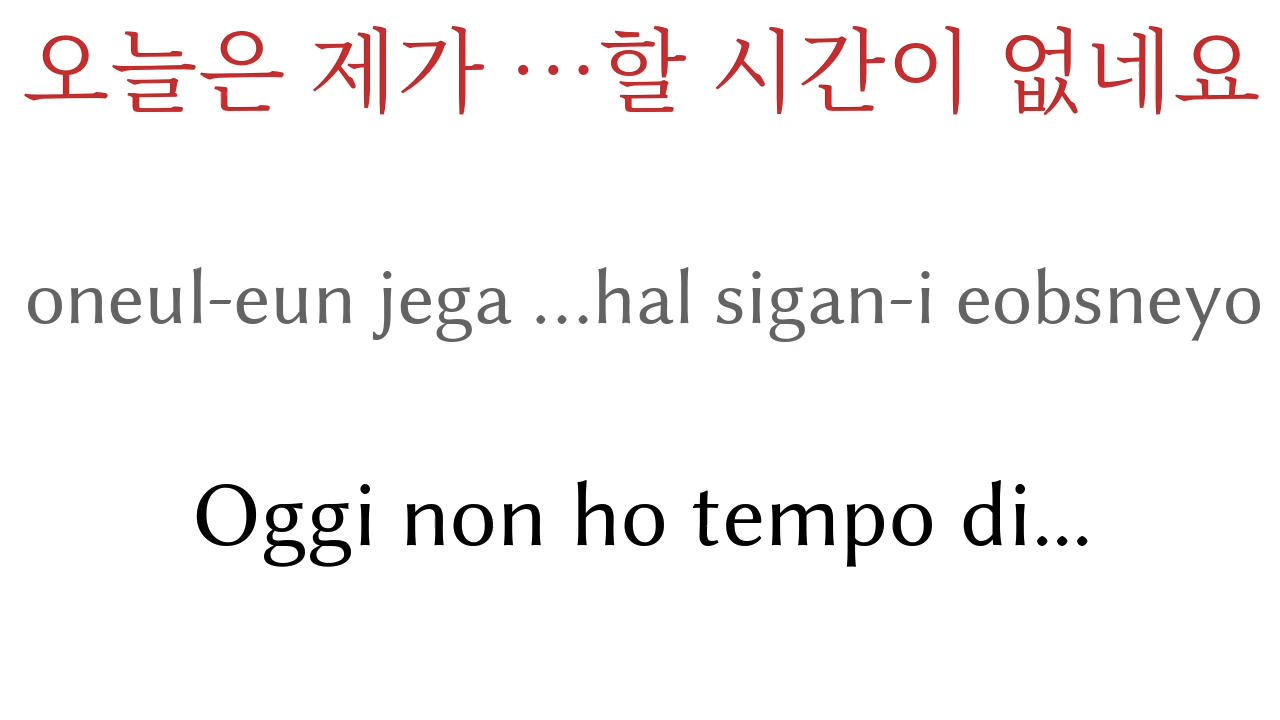 오늘은 제가 …할 시간이 없네요
oneul-eun jega …hal sigan-i eobsneyo
Oggi non ho tempo di...